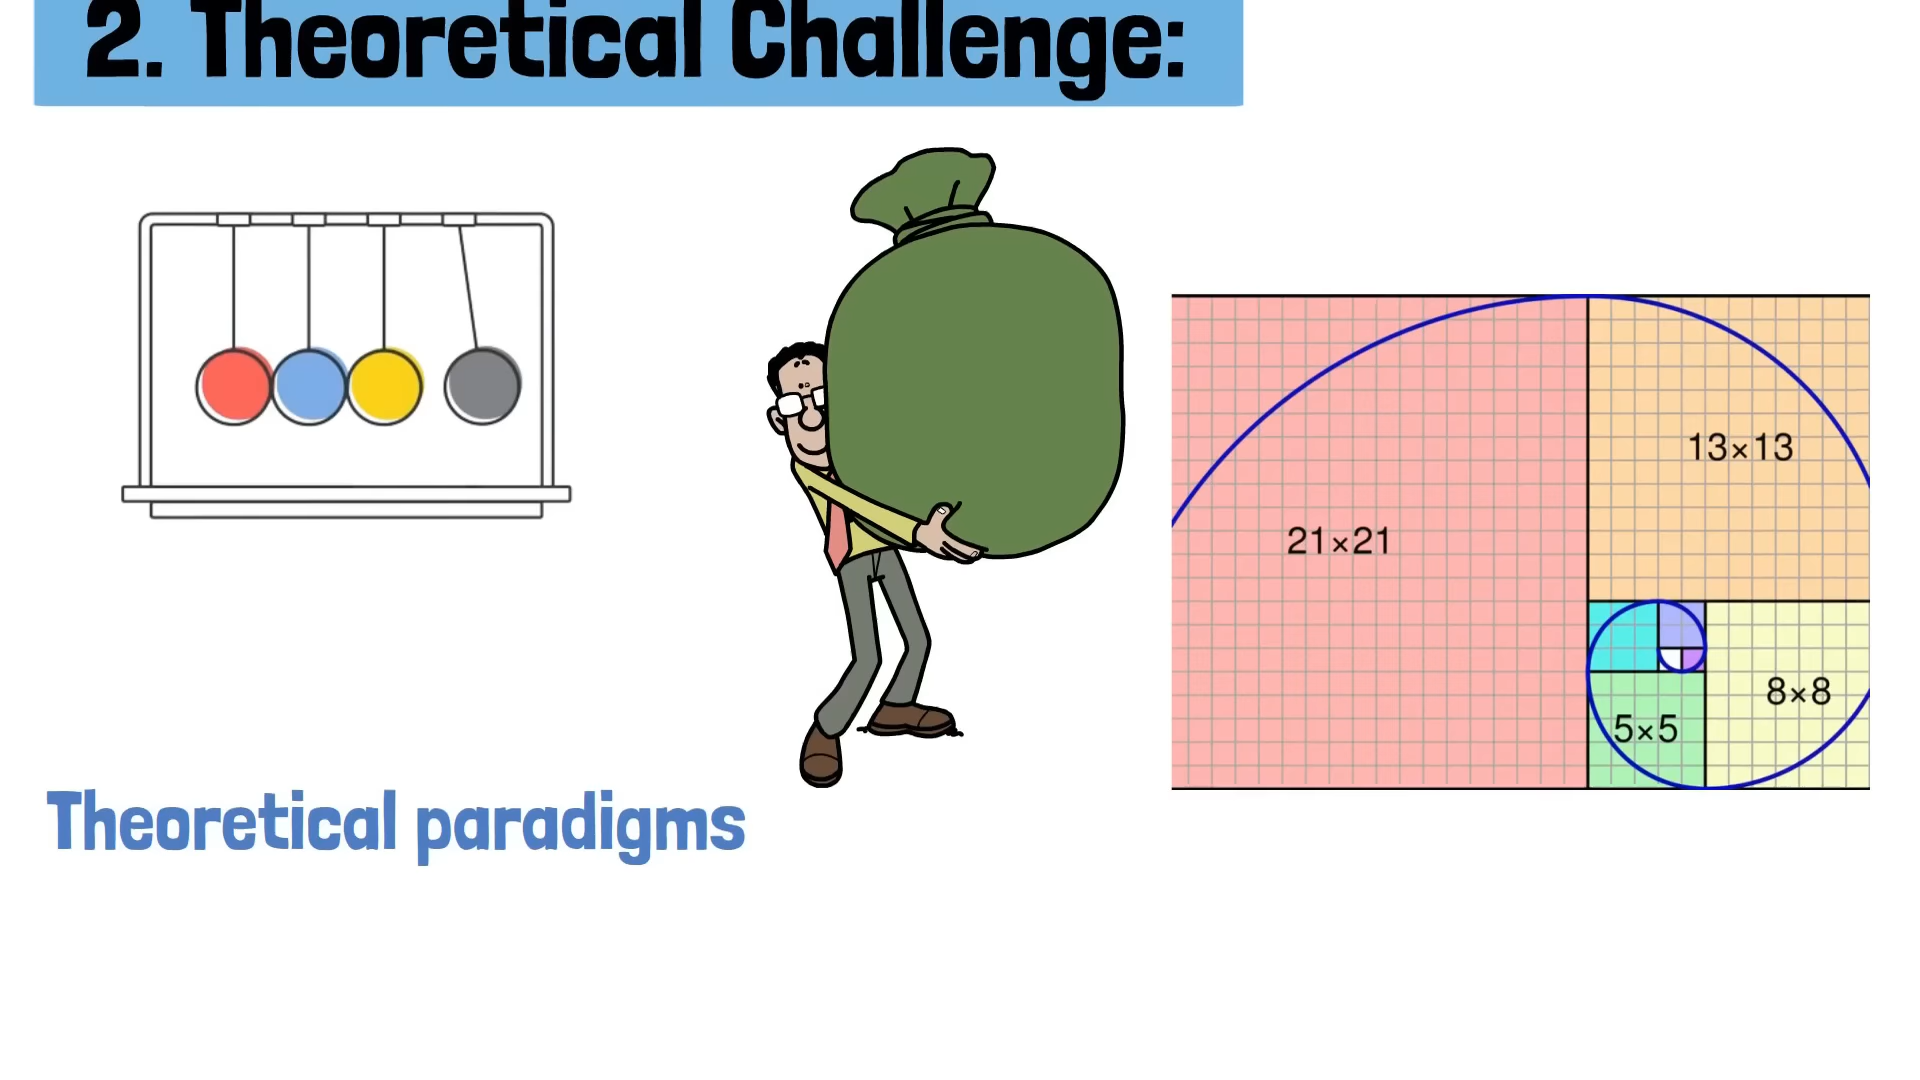 2. Theoretical Challenge:
13×13
21×21
8×8
5×5
Theoretical paradigms